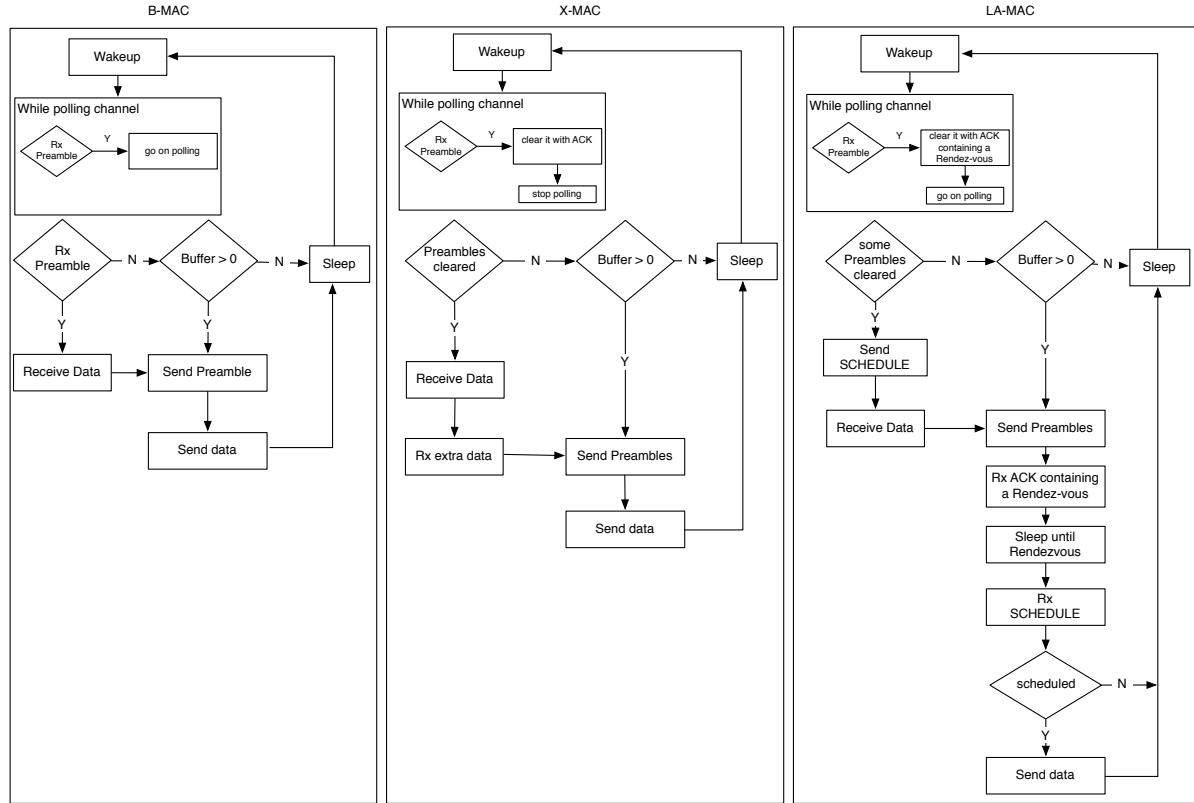 B-MAC
Wakeup
While polling channel
Rx
Preamble
Y
go on polling
Rx
Preamble
N
Buffer > 0
N
Sleep
Y
Y
Receive Data
Send Preamble
Send data
X-MAC
Wakeup
While polling channel
Rx
Preamble
Y
clear it with ACK
stop polling
Preambles
cleared
N
Buffer > 0
N
Sleep
Y
Y
Receive Data
Rx extra data
Send Preambles
Send data
LA-MAC
Wakeup
While polling channel
Rx
Preamble
Y
clear it with ACK
containing a
Rendez-vous
go on polling
some
Preambles
cleared
N
Buffer > 0
N
Sleep
Y
Send
SCHEDULE
Y
Receive Data
Send Preambles
Rx ACK containing
a Rendez-vous
Sleep until
Rendezvous
Rx
SCHEDULE
scheduled
N
Y
Send data